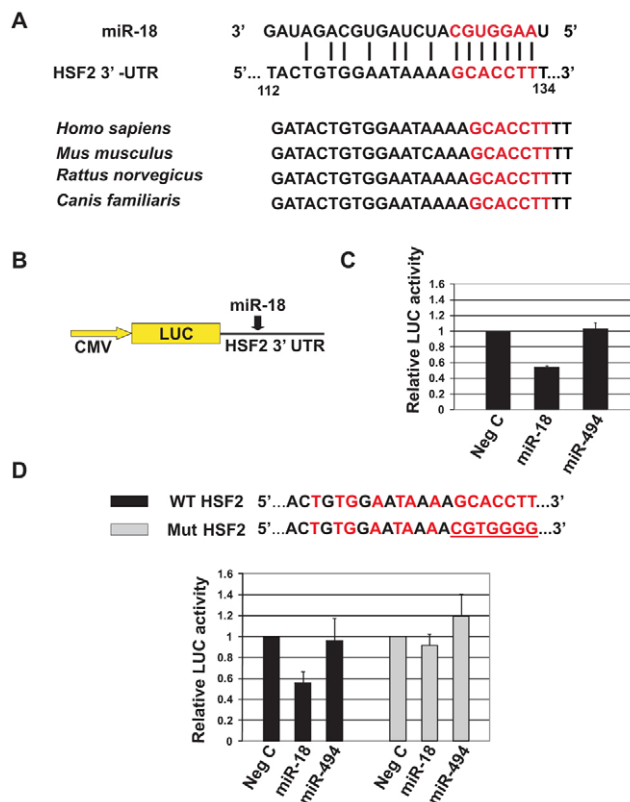 A
miR-18 3’ GAUAGACGUGAUCUACGUGGAAU 5’
HSF2 3’ -UTR 5’... TACTGTGGAATAAAAGCACCTTT...3’
112 134
Homo sapiens GATACTGTGGAATAAAAGCACCTTTT
Mus musculus GATACTGTGGAATCAAAGCACCTTTT
Rattus norvegicus GATACTGTGGAATAAAAGCACCTTTT
Canis familiaris GATACTGTGGAATAAAAGCACCTTTT
B
miR-18
LUC
CMV
HSF2 3’ UTR
C
Relative LUC activity
1.6
1.4
1.2
1
0.8
0.6
0.4
0.2
0
Neg C
miR-18
miR-494
D
WT HSF2 5’...ACTGTGGAATAAAAGCACCTT...3’
Mut HSF2 5’...ACTGTGGAATAAAACGTGGGG...3’
Relative LUC activity
1.6
1.4
1.2
1
0.8
0.6
0.4
0.2
0
Neg C
miR-18
miR-494
Neg C
miR-18
miR-494